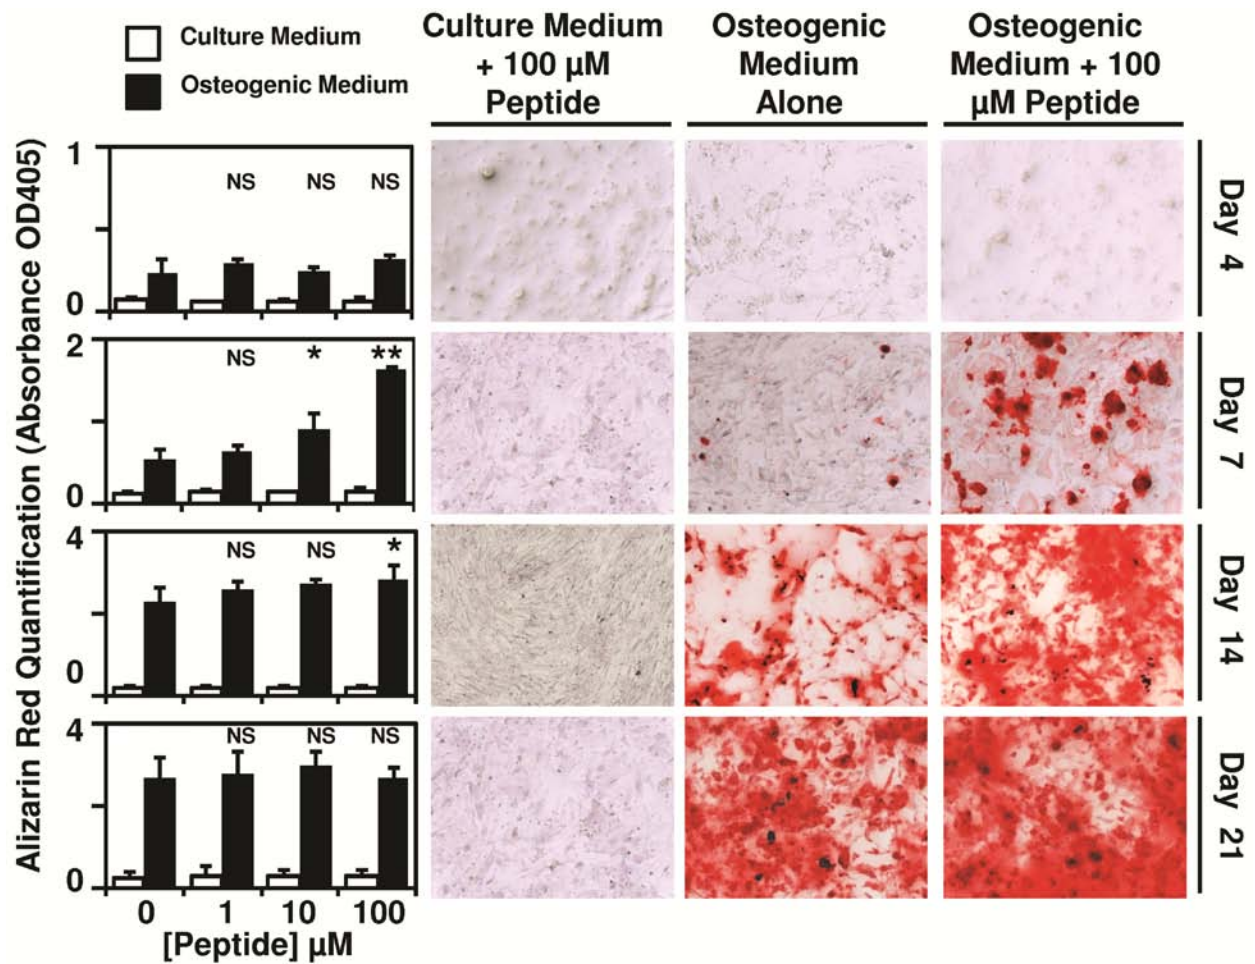 Culture Medium
Osteogenic Medium
Culture Medium
+ 100 µM
Peptide
Osteogenic
Medium
Alone
Osteogenic
Medium + 100
µM Peptide
Alizarin Red Quantification (Absorbance OD405)
1
NS NS NS
0
Day 4
2
NS * **
0
Day 7
4
NS NS *
0
Day 14
4
NS NS NS
0
Day 21
0 1 10 100
[Peptide] µM